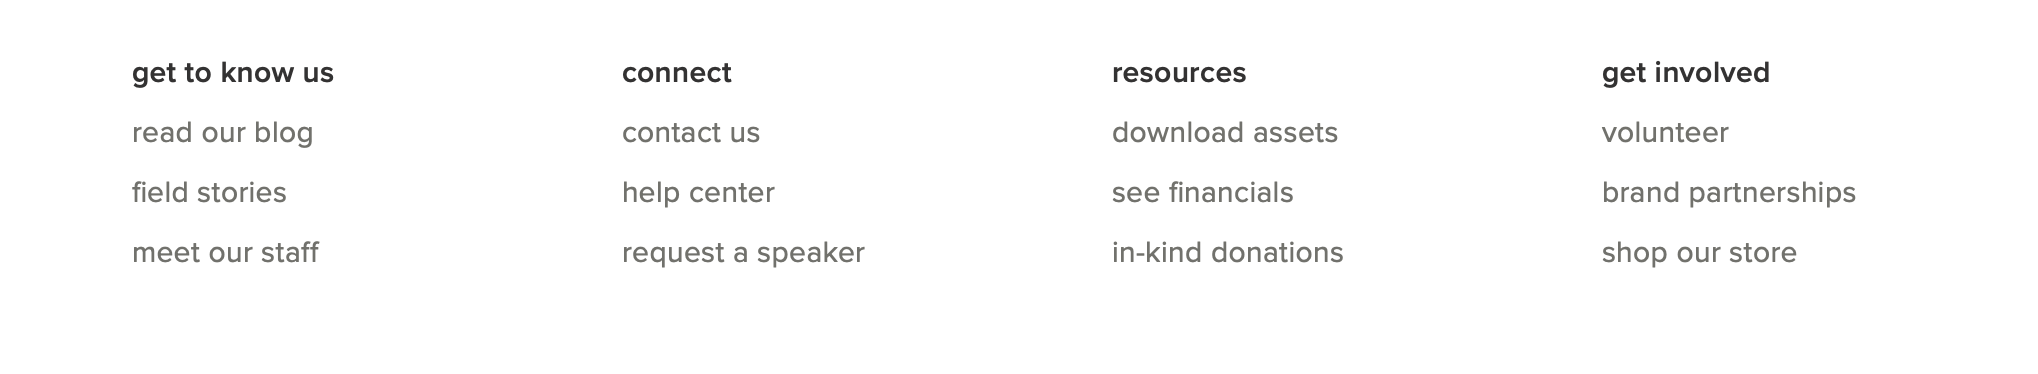 get to know us
read our blog
field stories
meet our staff
connect
contact us
help center
request a speaker
resources
download assets
see financials
in-kind donations
get involved
volunteer
brand partnerships
shop our store